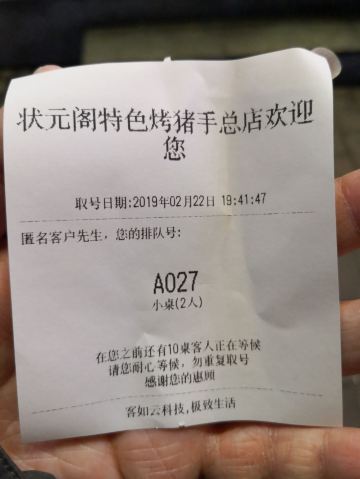 状元阁特色烤猪手总店欢迎
您
取号日期:2019年02月22日 19:41:47
匿名客户先生，您的排队号:
A027
小桌(2人)
在您之前还有10桌客人正在等候
请您耐心等候，勿重复取号
感谢您的惠顾
客如云科技,极致生活